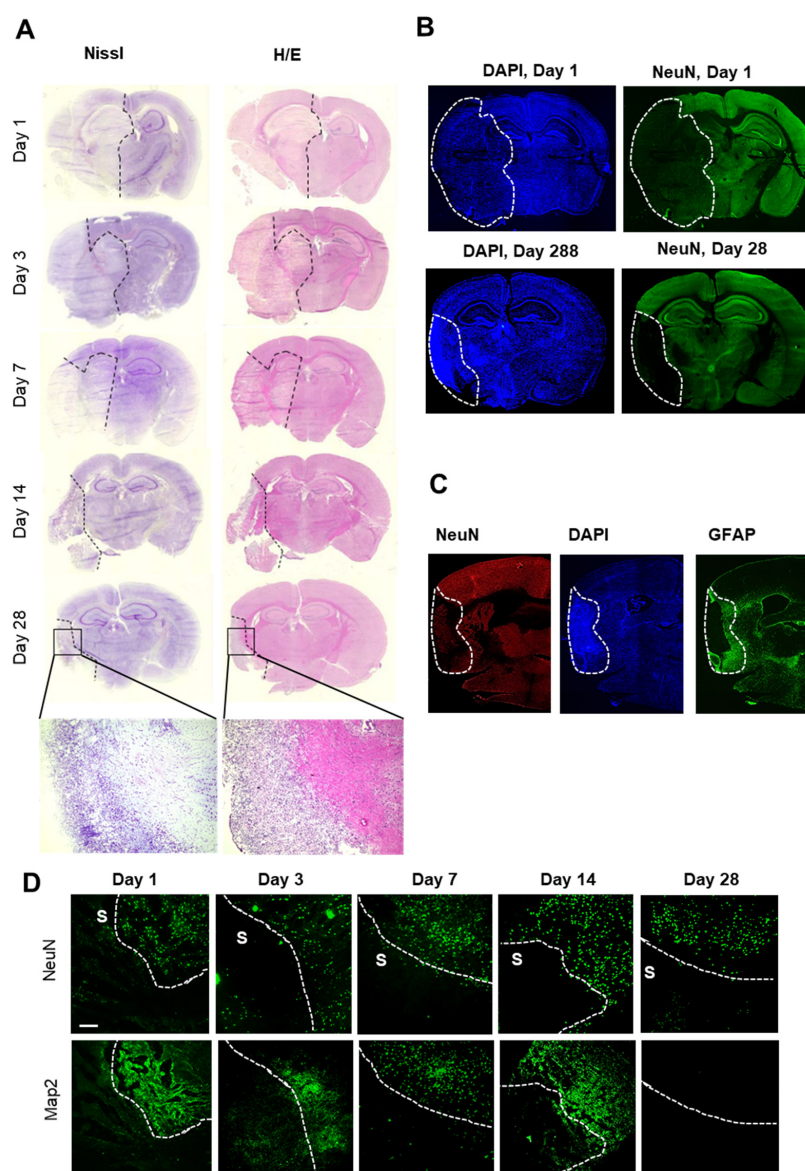 A
Nissl
H/E
Day 1
Day 3
Day 7
Day 14
Day 28
B
DAPI, Day 1
NeuN, Day 1
DAPI, Day 288
NeuN, Day 28
C
NeuN
DAPI
GFAP
D
Day 1
Day 3
Day 7
Day 14
Day 28
NeuN
S
S
S
S
S
Map2